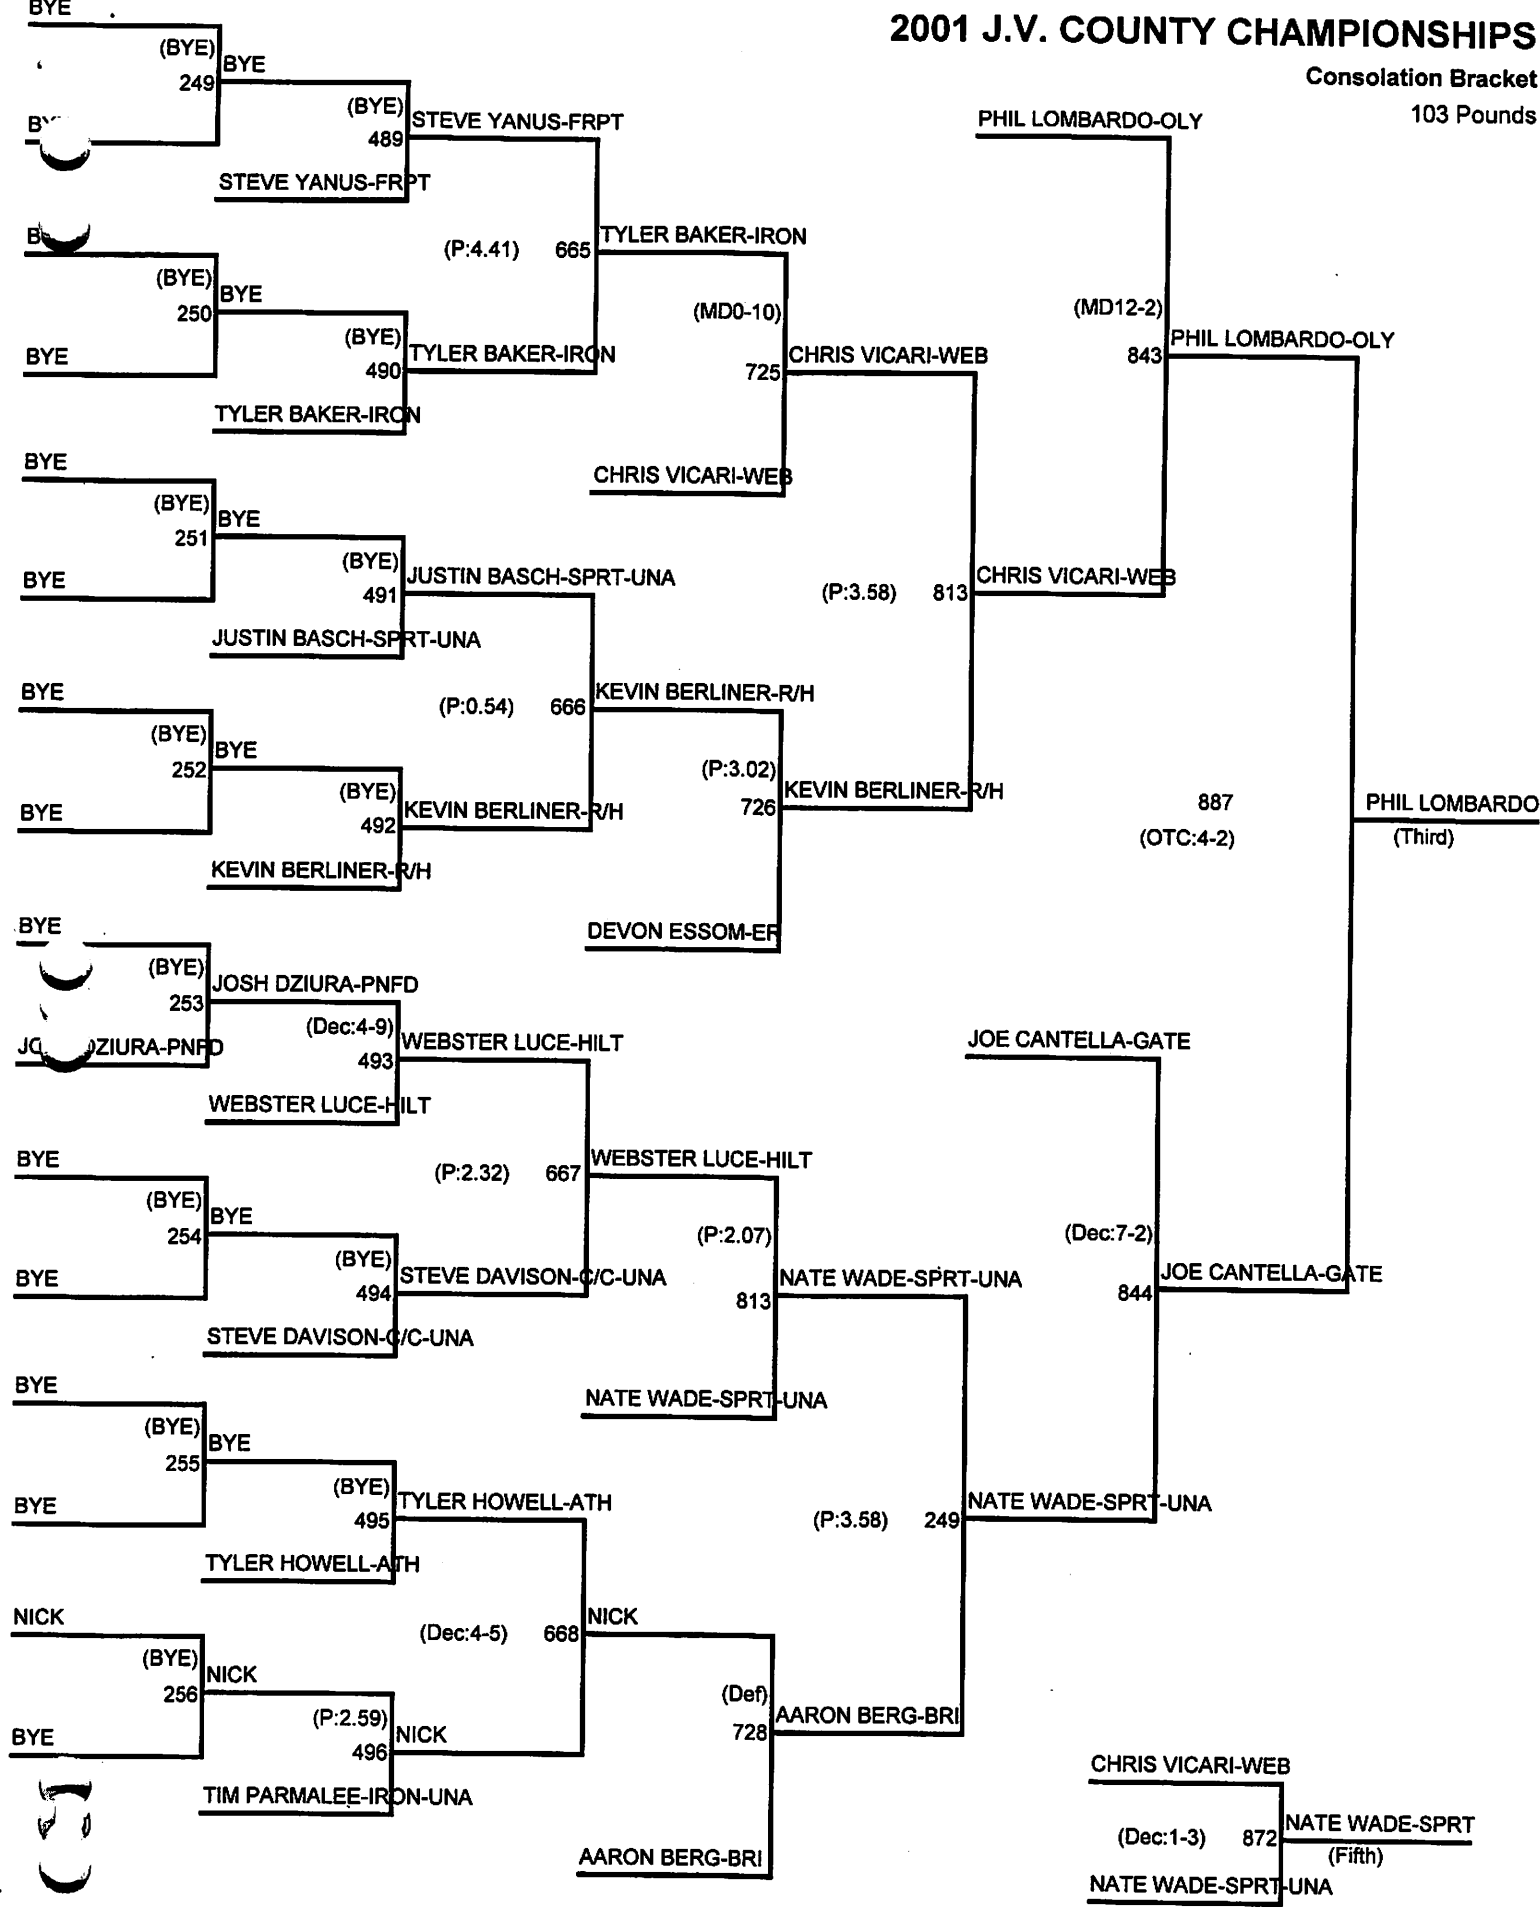 BYE
2001 J.V. COUNTY CHAMPIONSHIPS
Consolation Bracket
103 Pounds
(BYE)
249
BYE
(BYE)
489
STEVE YANUS-FRPT
STEVE YANUS-FRPT
(BYE)
250
BYE
BYE
(BYE)
490
TYLER BAKER-IRON
TYLER BAKER-IRON
(P:4.41) 665
TYLER BAKER-IRON
(MD0-10)
725
CHRIS VICARI-WEB
CHRIS VICARI-WEB
BYE
(BYE)
251
BYE
BYE
(BYE)
491
JUSTIN BASCH-SPRT-UNA
JUSTIN BASCH-SPRT-UNA
BYE
(BYE)
252
BYE
BYE
(BYE)
492
KEVIN BERLINER-R/H
KEVIN BERLINER-R/H
(P:0.54) 666
KEVIN BERLINER-R/H
(P:3.02)
726
KEVIN BERLINER-R/H
DEVON ESSOM-ER
(P:3.58) 813
CHRIS VICARI-WEB
PHIL LOMBARDO-OLY
(MD12-2)
843
PHIL LOMBARDO-OLY
887
(OTC:4-2)
PHIL LOMBARDO
(Third)
BYE
(BYE)
253
JOSH DZIURA-PNFD
DZIURA-PNFD
(Dec:4-9)
493
WEBSTER LUCE-HILT
WEBSTER LUCE-HILT
BYE
(BYE)
254
BYE
BYE
(BYE)
494
STEVE DAVISON-C/C-UNA
STEVE DAVISON-C/C-UNA
(P:2.32) 667
WEBSTER LUCE-HILT
(P:2.07)
813
NATE WADE-SPRT-UNA
NATE WADE-SPRT-UNA
BYE
(BYE)
255
BYE
BYE
(BYE)
495
TYLER HOWELL-ATH
TYLER HOWELL-ATH
NICK
(BYE)
256
NICK
BYE
(P:2.59)
496
NICK
TIM PARMALEE-IRON-UNA
(Dec:4-5) 668
NICK
(Def)
728
AARON BERG-BRI
AARON BERG-BRI
(P:3.58) 249
NATE WADE-SPRT-UNA
JOE CANTELLA-GATE
(Dec:7-2)
844
JOE CANTELLA-GATE
CHRIS VICARI-WEB
(Dec:1-3) 872
NATE WADE-SPRT
(Fifth)
NATE WADE-SPRT-UNA